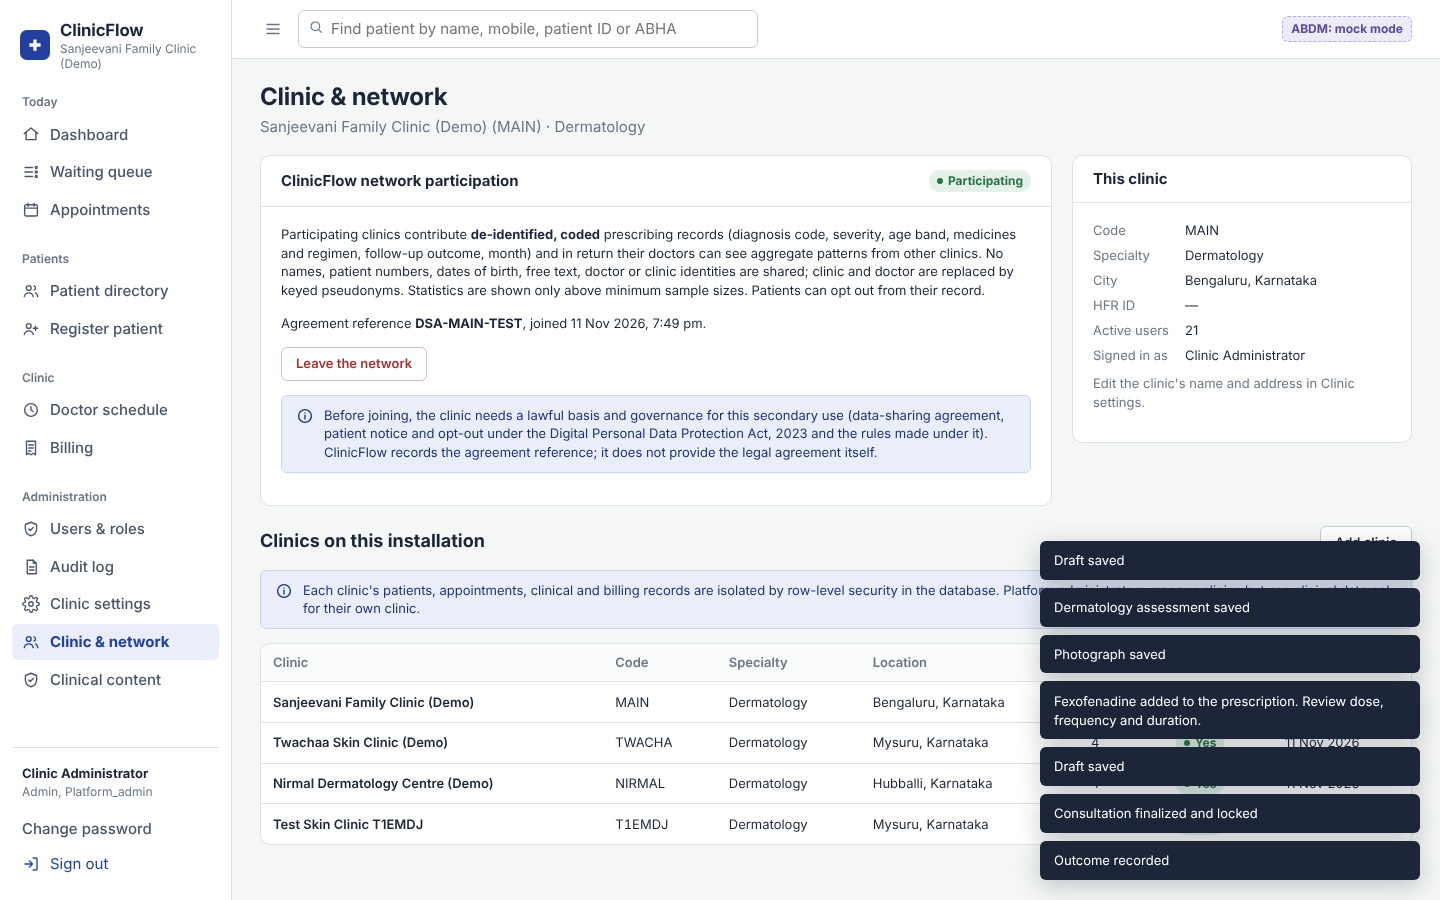 ClinicFlow
Sanjeevani Family Clinic
(Demo)
Today
Dashboard
Waiting queue
Appointments
Patients
Patient directory
Register patient
Clinic
Doctor schedule
Billing
Administration
Users & roles
Audit log
Clinic settings
Clinic & network
Clinical content
Clinic Administrator
Admin, Platform_admin
Change password
Sign out
Find patient by name, mobile, patient ID or ABHA
ABDM: mock mode
Clinic & network
Sanjeevani Family Clinic (Demo) (MAIN) · Dermatology
ClinicFlow network participation
Participating
Participating clinics contribute de-identified, coded prescribing records (diagnosis code, severity, age band, medicines
and regimen, follow-up outcome, month) and in return their doctors can see aggregate patterns from other clinics. No
names, patient numbers, dates of birth, free text, doctor or clinic identities are shared; clinic and doctor are replaced by
keyed pseudonyms. Statistics are shown only above minimum sample sizes. Patients can opt out from their record.
Agreement reference DSA-MAIN-TEST, joined 11 Nov 2026, 7:49 pm.
Leave the network
Before joining, the clinic needs a lawful basis and governance for this secondary use (data-sharing agreement,
patient notice and opt-out under the Digital Personal Data Protection Act, 2023 and the rules made under it).
ClinicFlow records the agreement reference; it does not provide the legal agreement itself.
This clinic
Code MAIN
Specialty Dermatology
City Bengaluru, Karnataka
HFR ID —
Active users 21
Signed in as Clinic Administrator
Edit the clinic's name and address in Clinic
settings.
Clinics on this installation
Add clinic
Each clinic's patients, appointments, clinical and billing records are isolated by row-level security in the database.
for their own clinic.
Clinic Code Specialty Location
Sanjeevani Family Clinic (Demo) MAIN Dermatology Bengaluru, Karnataka
Twachaa Skin Clinic (Demo) TWACHA Dermatology Mysuru, Karnataka 4 Yes 11 Nov 2026
Nirmal Dermatology Centre (Demo) NIRMAL Dermatology Hubballi, Karnataka
Test Skin Clinic T1EMDJ T1EMDJ Dermatology Mysuru, Karnataka
Draft saved
Dermatology assessment saved
Photograph saved
Fexofenadine added to the prescription. Review dose,
frequency and duration.
Draft saved
Consultation finalized and locked
Outcome recorded